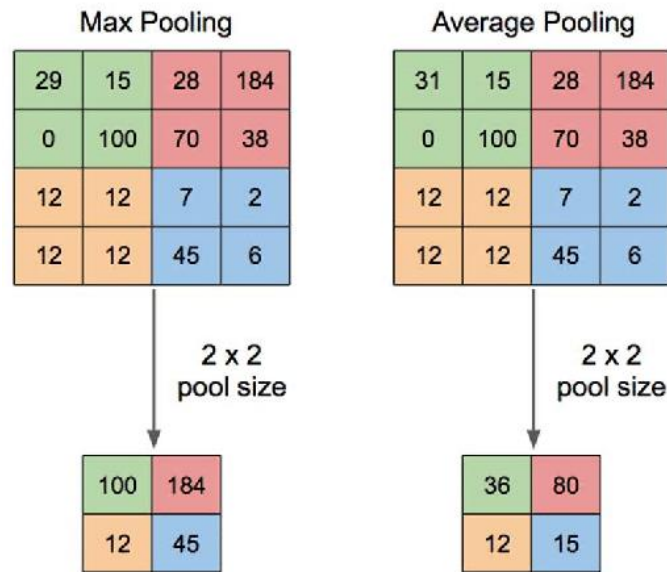 Max Pooling
29 15 28 184
0 100 70 38
12 12 7 2
12 12 45 6
2 x 2
pool size
100 184
12 45
Average Pooling
31 15 28 184
0 100 70 38
12 12 7 2
12 12 45 6
2 x 2
pool size
36 80
12 15